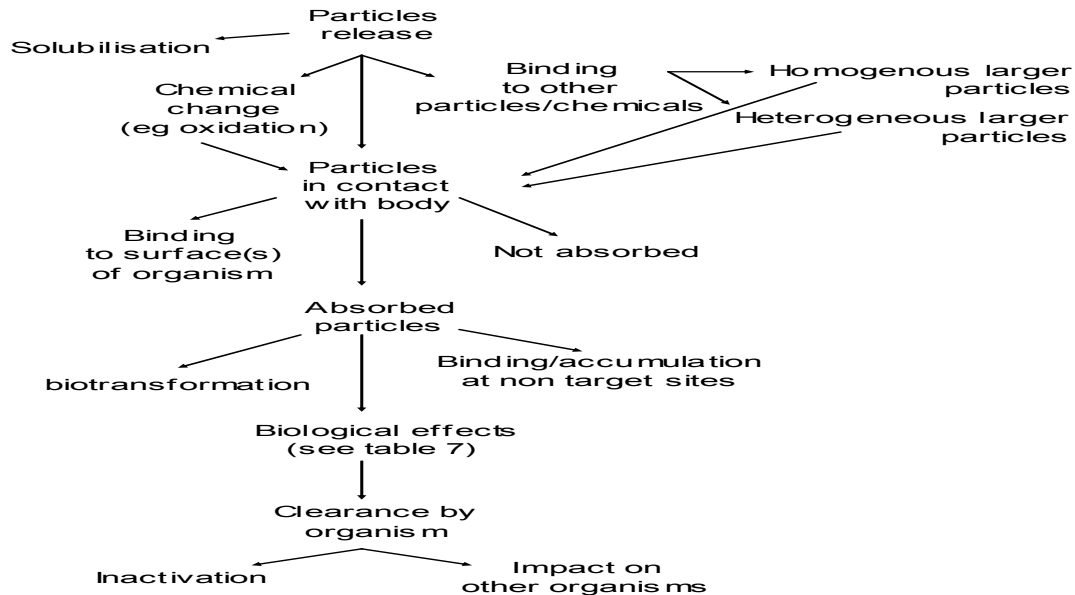 Particles
release
Solubilisation
Chemical
change
(eg oxidation)
Binding
to other
particles/chemicals
Homogenous larger
particles
Heterogeneous larger
particles
Particles
in contact
with body
Binding
to surface(s)
of organism
Not absorbed
Absorbed
particles
biotransformation
Binding/accumulation
at non target sites
Biological effects
(see table 7)
Clearance by
organism
Inactivation
Impact on
other organisms